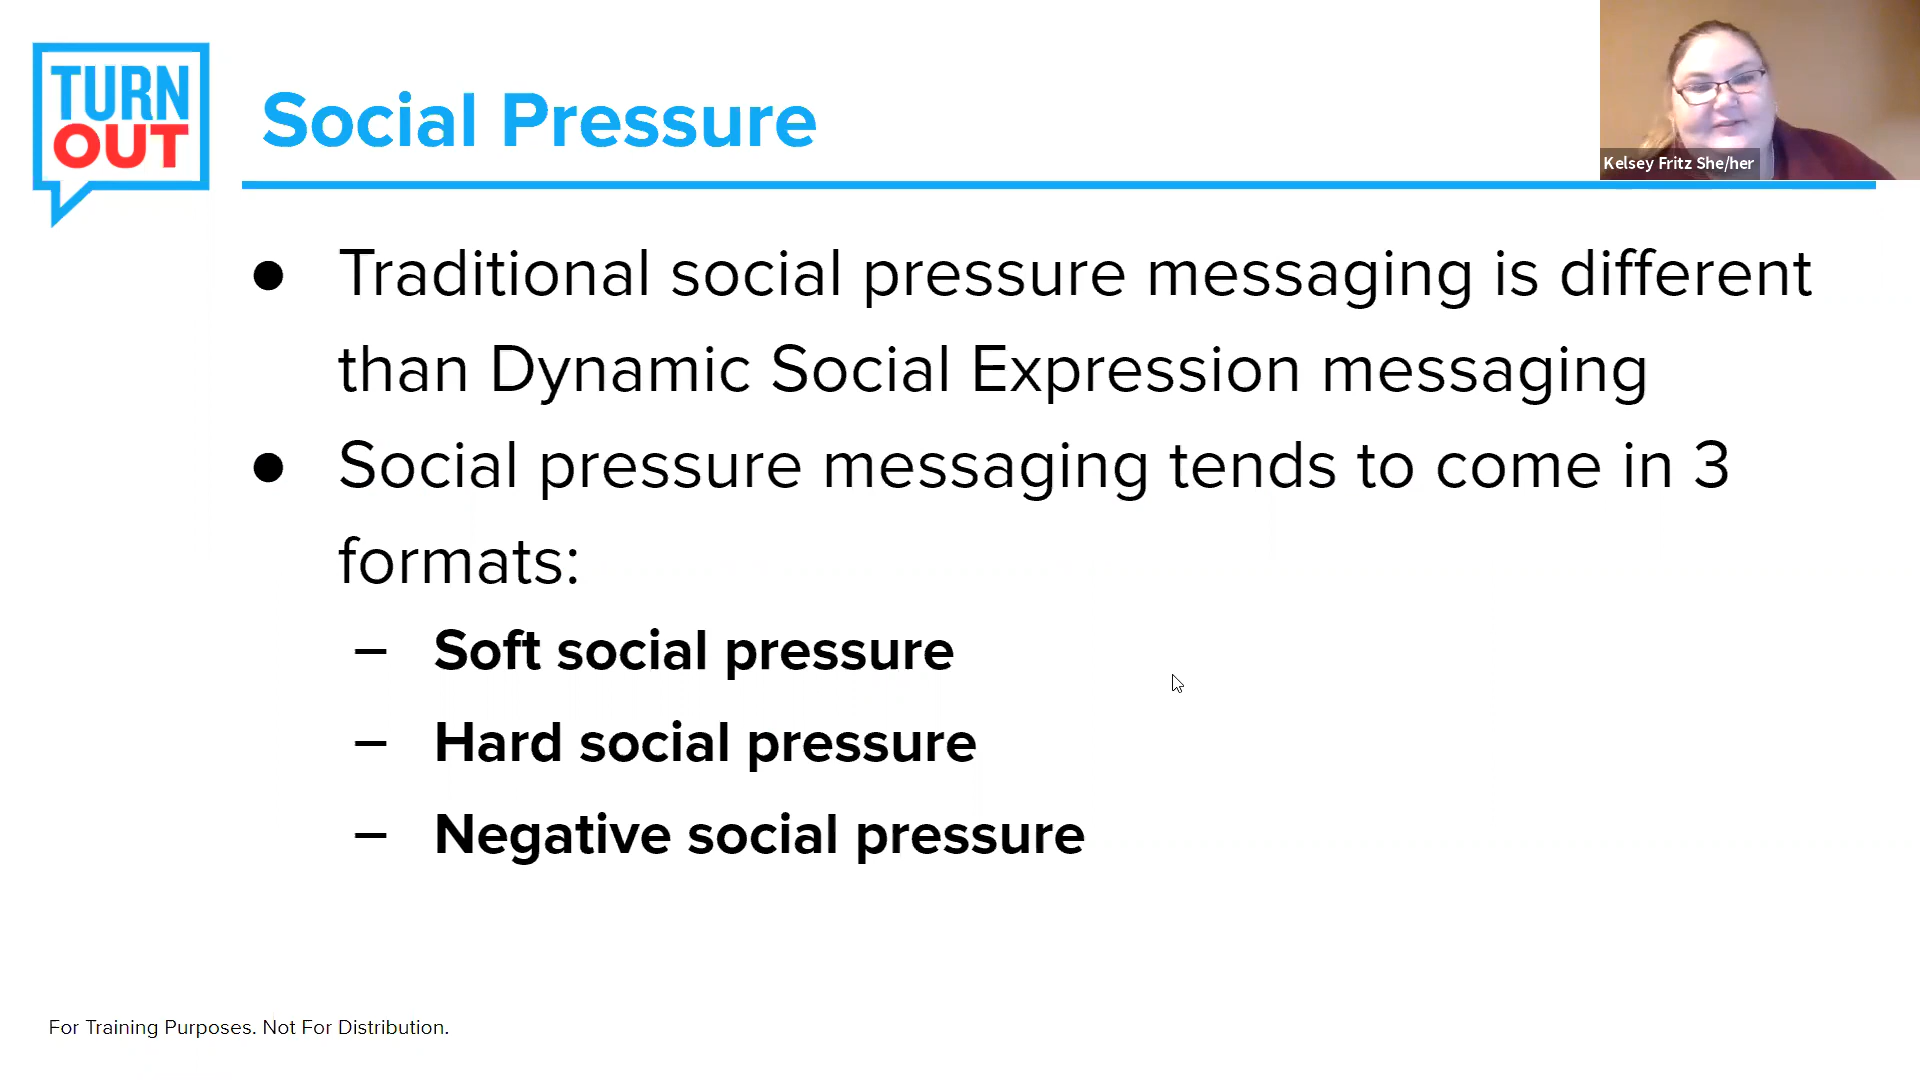 TURN
OUT
Social Pressure
Kelsey Fritz She/her
● Traditional social pressure messaging is different
than Dynamic Social Expression messaging
● Social pressure messaging tends to come in 3
formats:
– Soft social pressure
– Hard social pressure
– Negative social pressure
For Training Purposes. Not For Distribution.